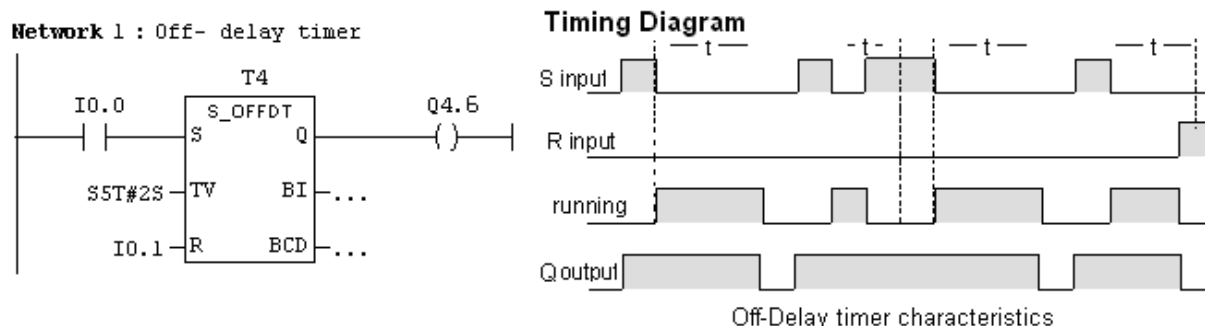 Network 1 : Off- delay timer
T4
I0.0
S_OFFDT
Q4.6
S
Q
S5T#2S
TV
BI
...
I0.1
R
BCD
...
Timing Diagram
t
t
t
t
S input
R input
running
Q output
Off-Delay timer characteristics